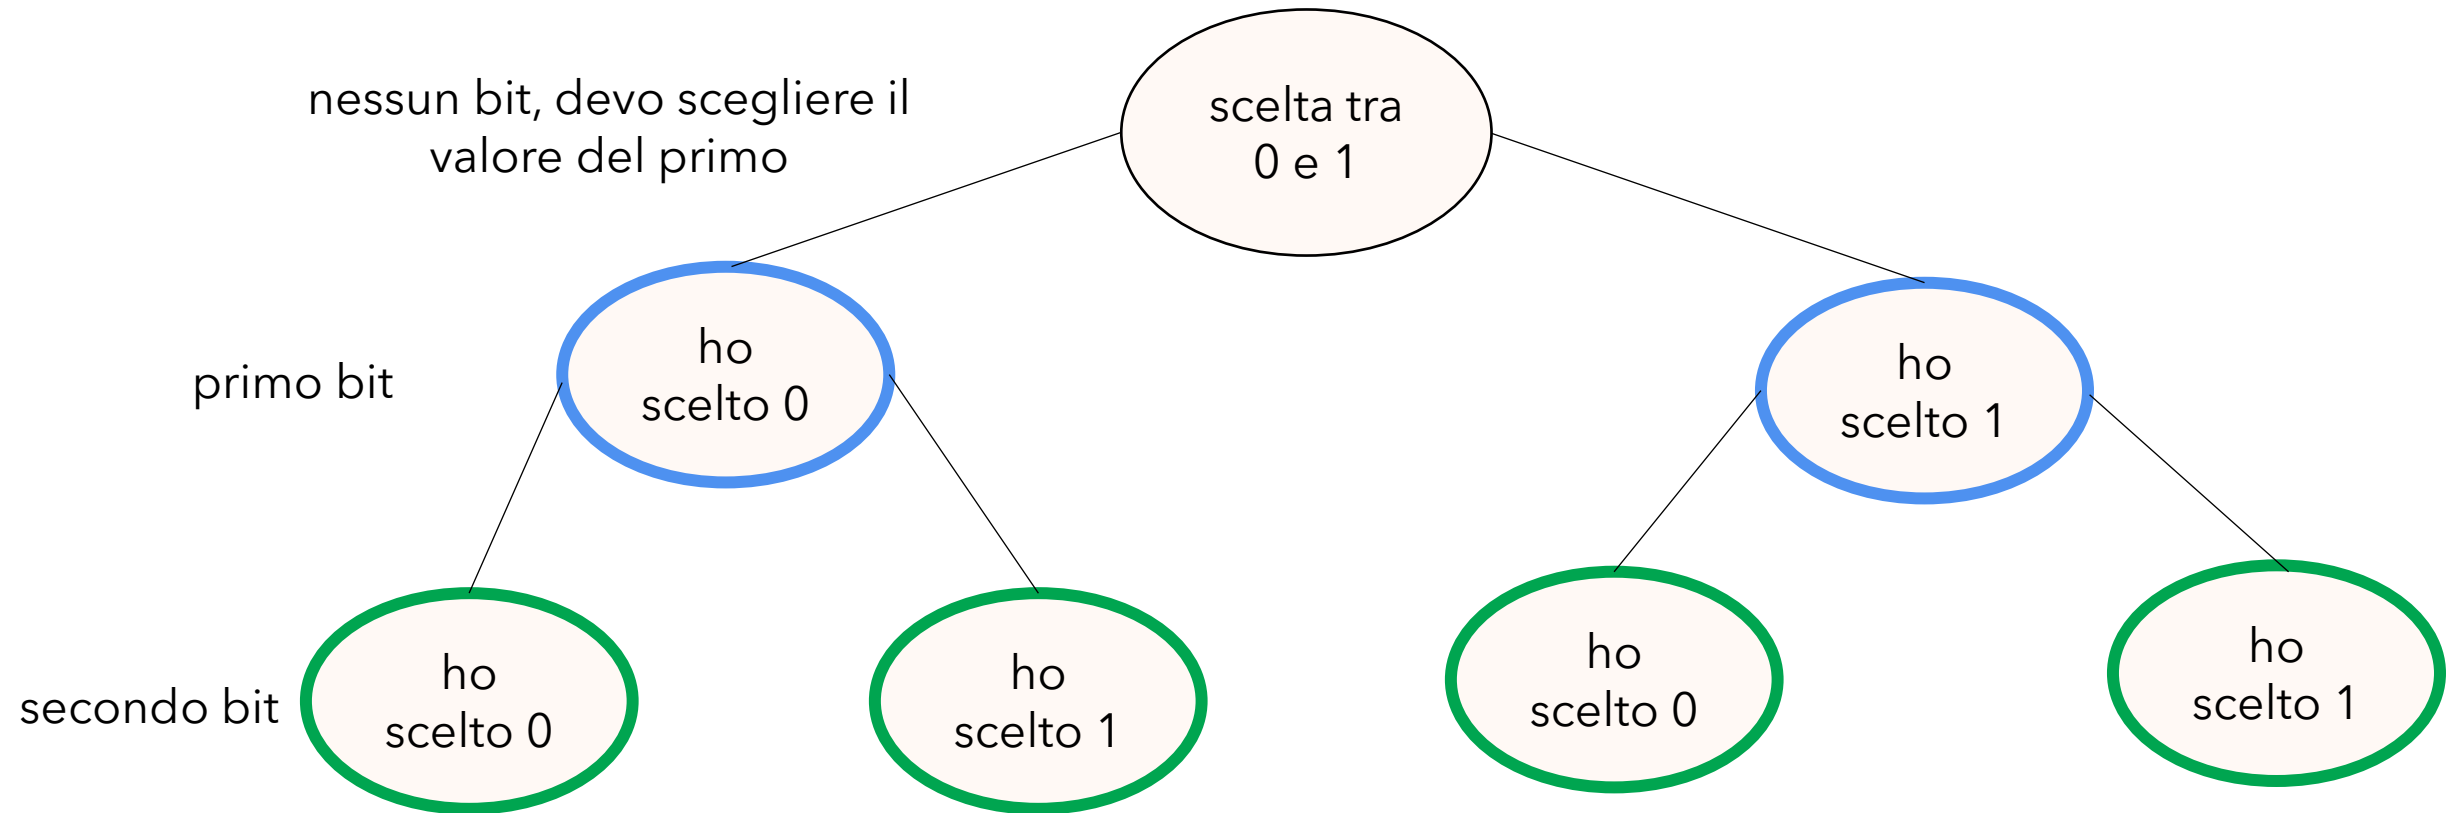 nessun bit, devo scegliere il
valore del primo
scelta tra
0 e 1
primo bit
ho
scelto 0
ho
scelto 1
secondo bit
ho
scelto 0
ho
scelto 1
ho
scelto 0
ho
scelto 1